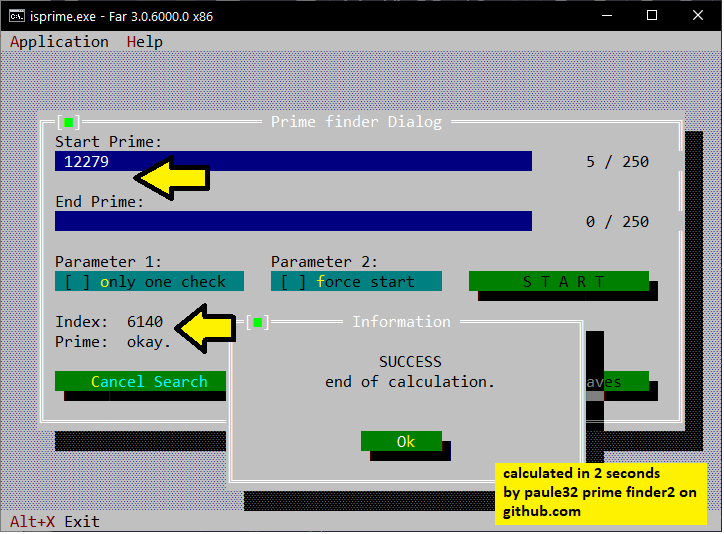 isprime.exe - Far 3.0.6000.0 x86
Application Help
Prime finder Dialog
Start Prime:
12279 5 / 250
End Prime:
0 / 250
Parameter 1: Parameter 2:
[ ] only one check [ ] force start S T A R T
Index: 6140
Prime: okay.
Information
SUCCESS
end of calculation.
Cancel Search aves
Ok
calculated in 2 seconds
by paule32 prime finder2 on
github.com
Alt+X Exit